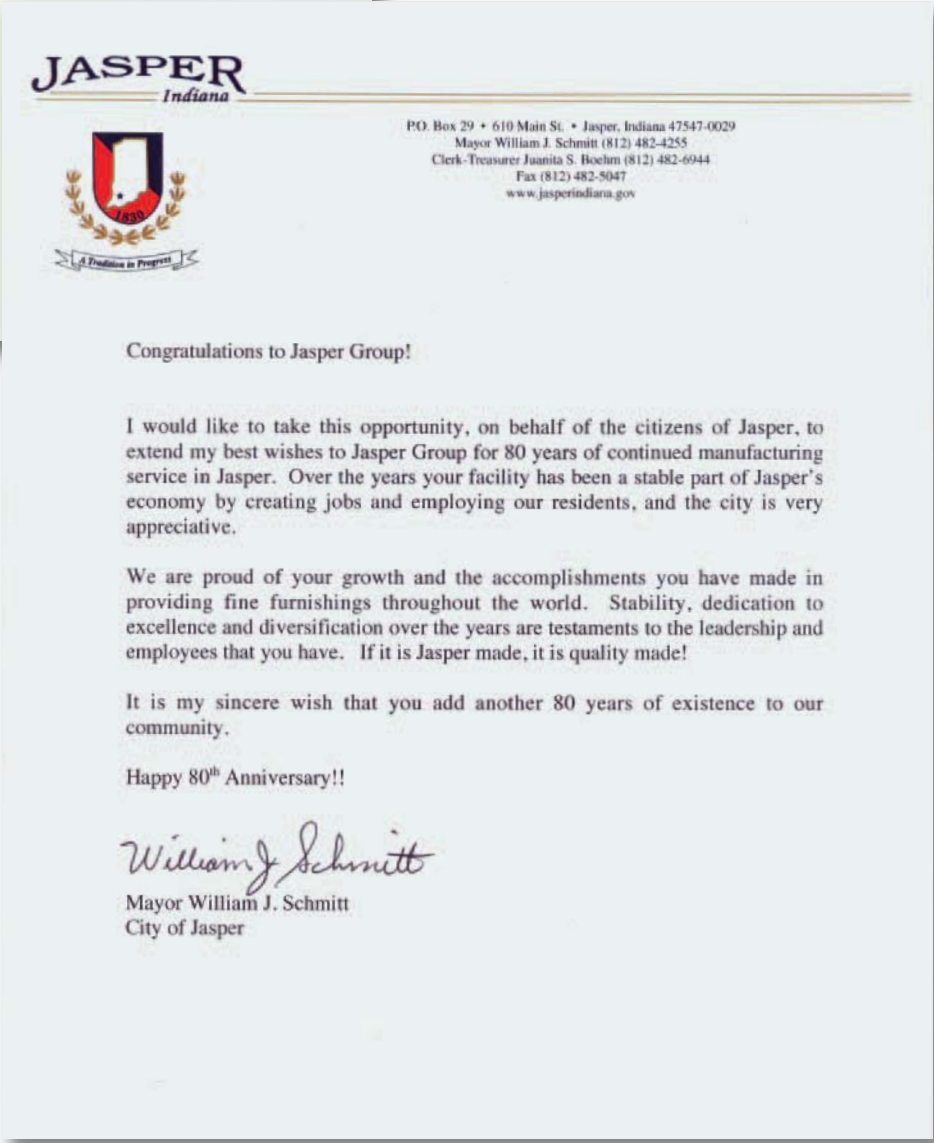 JASPER
Indiana
P.O. Box 29 • 610 Main St. • Jasper, Indiana 47547-0029
Mayor William J. Schmitt (812) 482-4255
Clerk-Treasurer Juanita S. Boehm (812) 482-6944
Fax (812) 482-5047
www.jasperindiana.gov
1830
A Tradition in Progress
Congratulations to Jasper Group!
I would like to take this opportunity, on behalf of the citizens of Jasper, to
extend my best wishes to Jasper Group for 80 years of continued manufacturing
service in Jasper. Over the years your facility has been a stable part of Jasper's
economy by creating jobs and employing our residents, and the city is very
appreciative.
We are proud of your growth and the accomplishments you have made in
providing fine furnishings throughout the world. Stability, dedication to
excellence and diversification over the years are testaments to the leadership and
employees that you have. If it is Jasper made, it is quality made!
It is my sincere wish that you add another 80 years of existence to our
community.
Happy 80th Anniversary!!
William J Schmitt
Mayor William J. Schmitt
City of Jasper